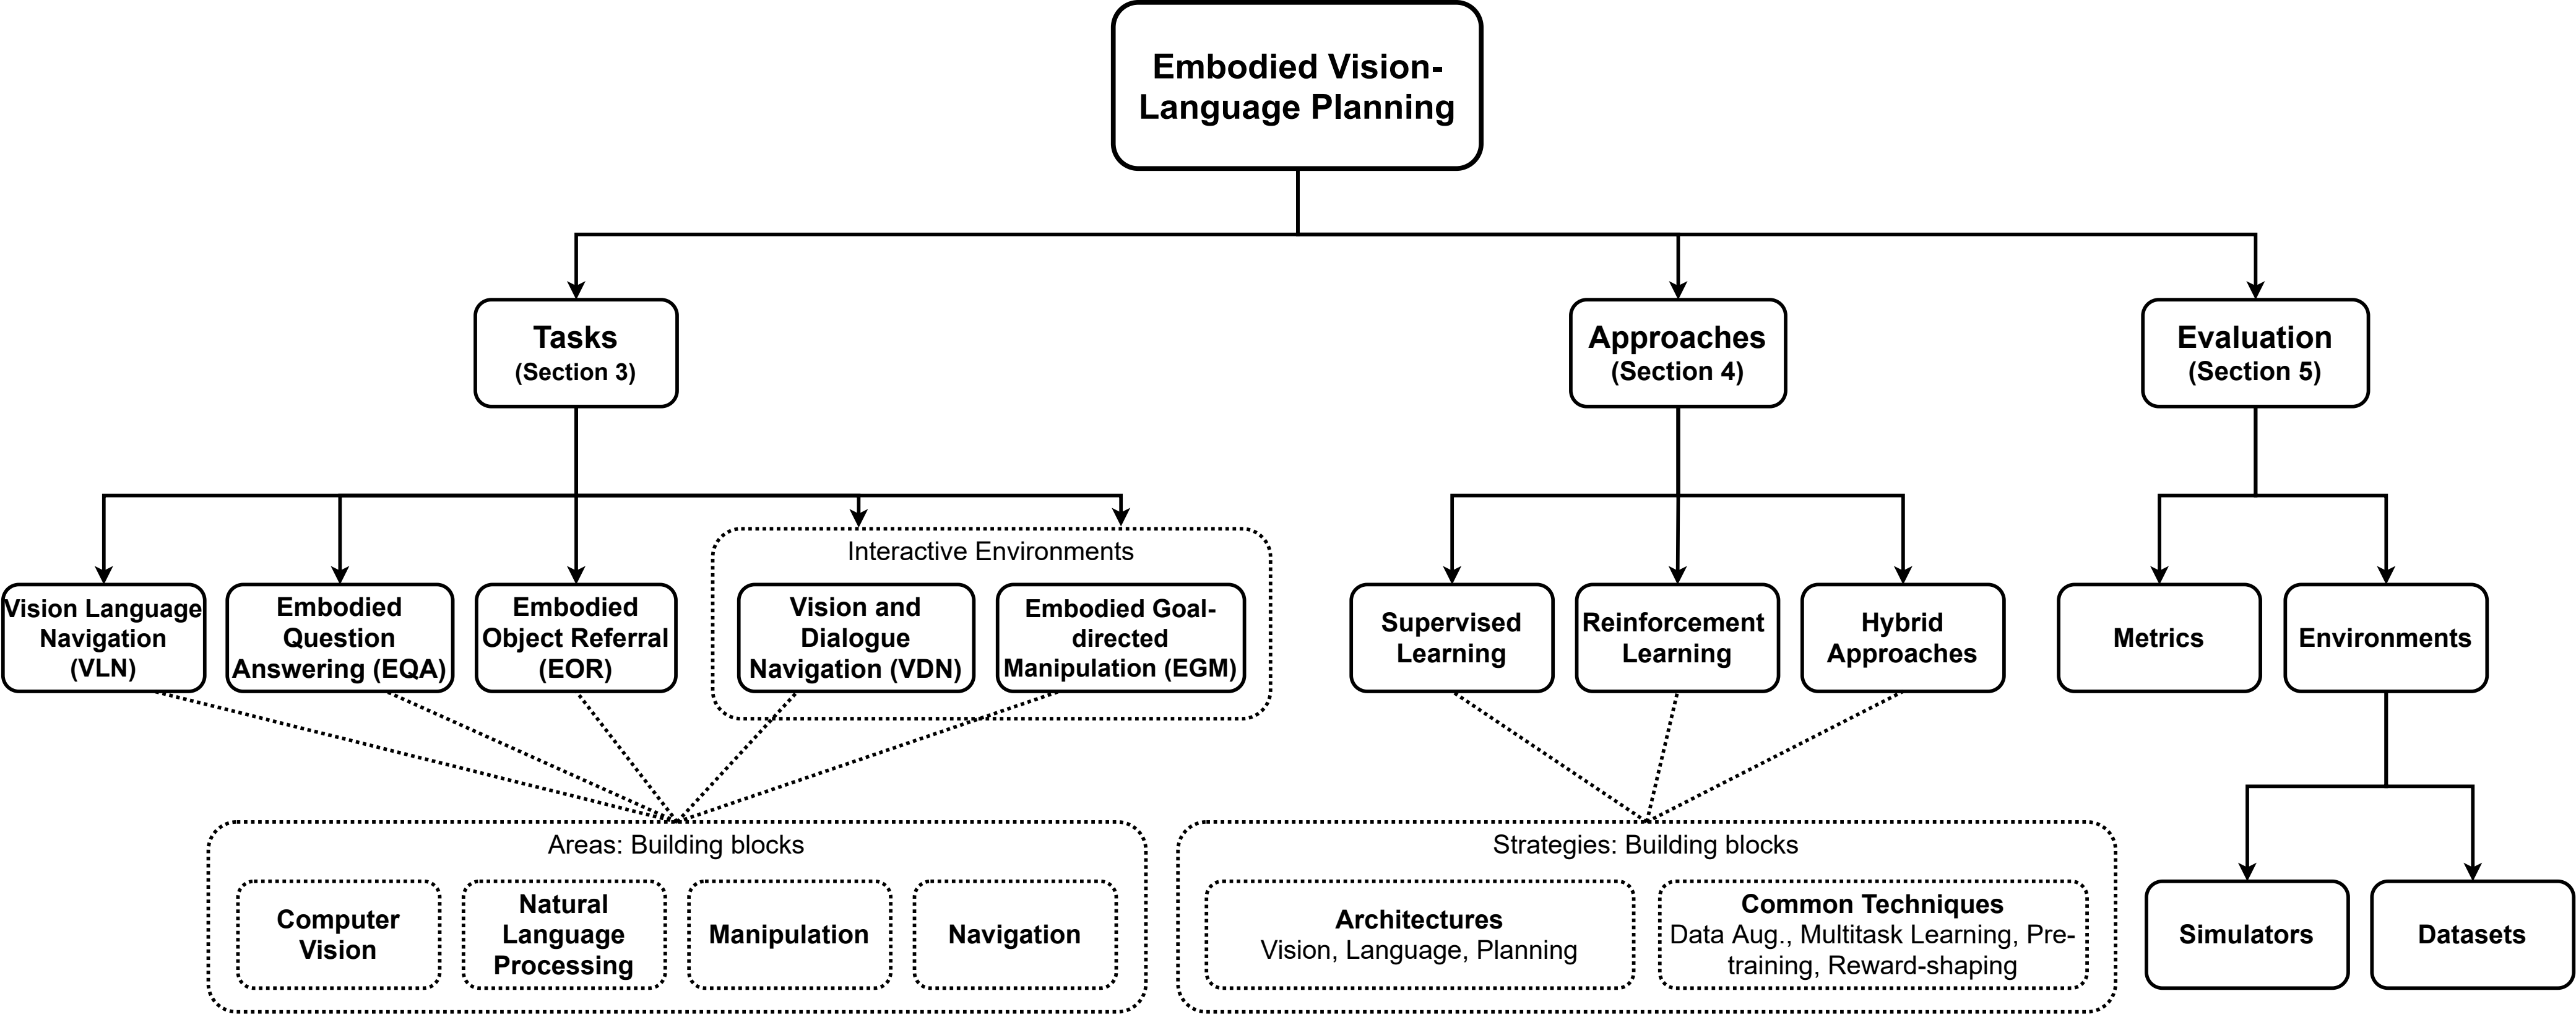 Embodied Vision-
Language Planning
Tasks
(Section 3)
Approaches
(Section 4)
Evaluation
(Section 5)
Interactive Environments
Vision Language
Navigation
(VLN)
Embodied
Question
Answering (EQA)
Embodied
Object Referral
(EOR)
Vision and
Dialogue
Navigation (VDN)
Embodied Goal-
directed
Manipulation (EGM)
Supervised
Learning
Reinforcement
Learning
Hybrid
Approaches
Metrics
Environments
Areas: Building blocks
Computer
Vision
Natural
Language
Processing
Manipulation
Navigation
Strategies: Building blocks
Architectures
Vision, Language, Planning
Common Techniques
Data Aug., Multitask Learning, Pre-
training, Reward-shaping
Simulators
Datasets